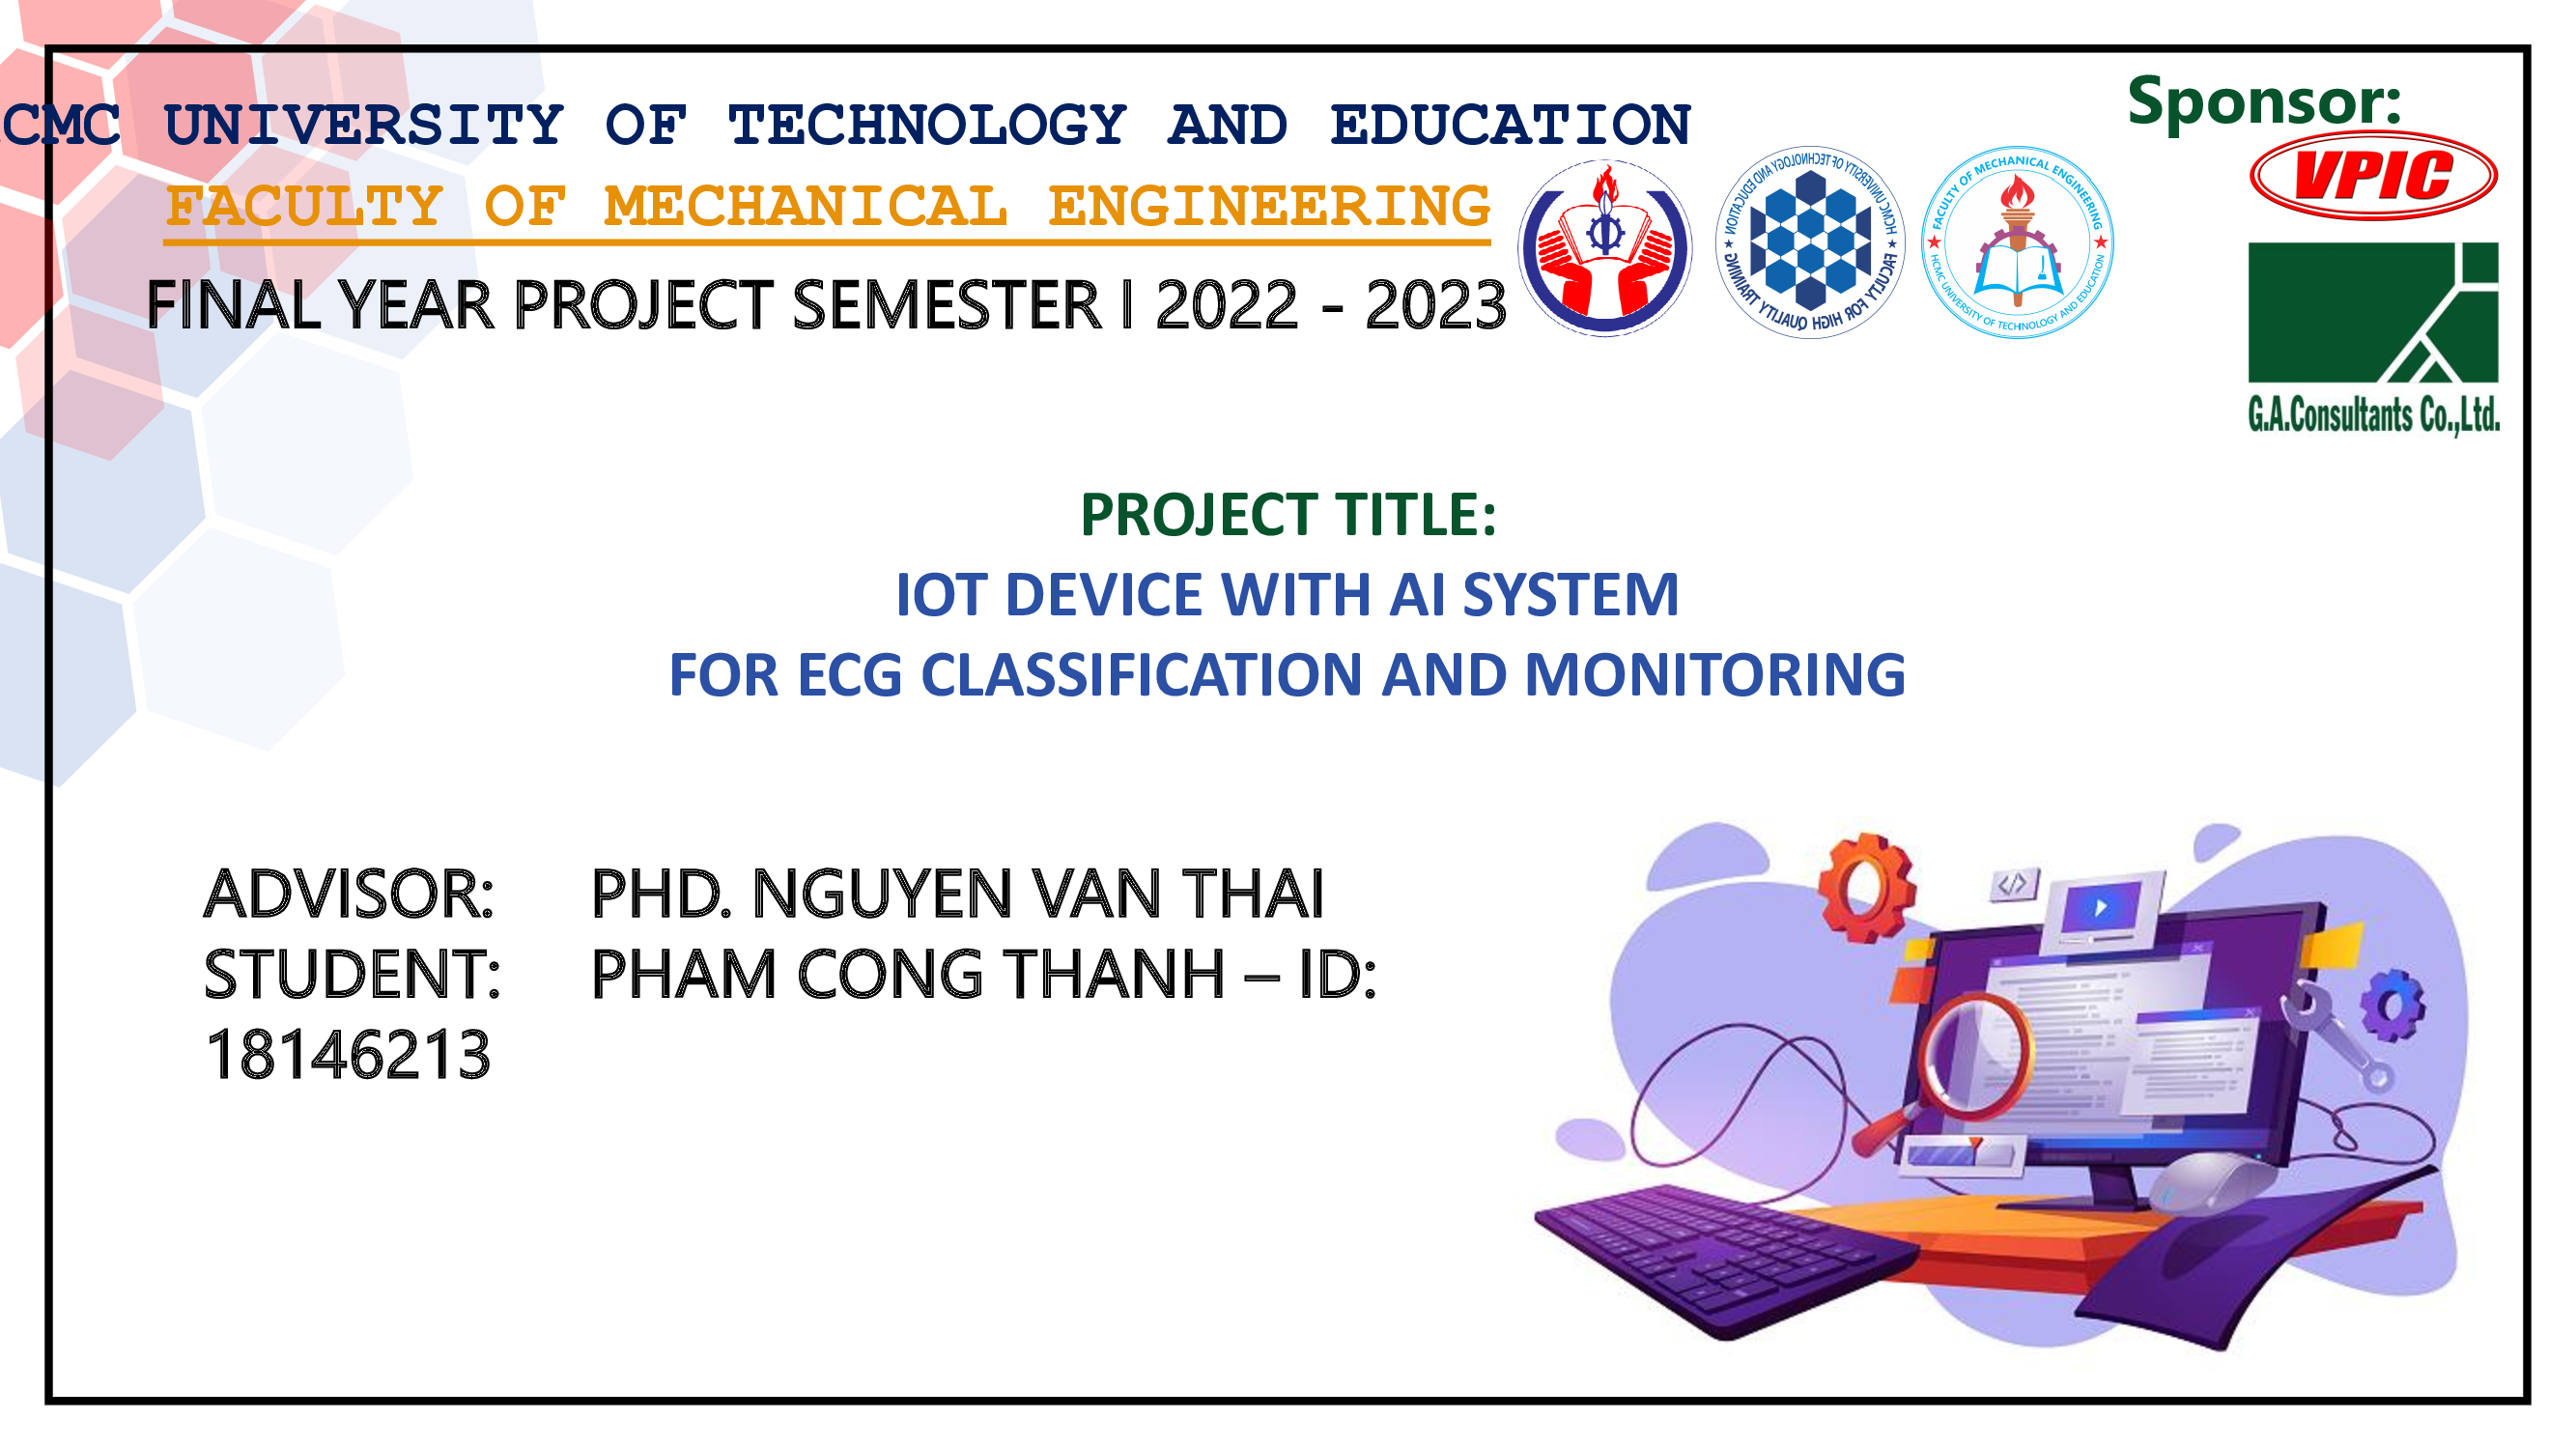 CMC UNIVERSITY OF TECHNOLOGY AND EDUCATION
FACULTY OF MECHANICAL ENGINEERING
FINAL YEAR PROJECT SEMESTER I 2022 - 2023
HCMC UNIVERSITY OF TECHNOLOGY AND EDUCATION
★ FACULTY FOR HIGH QUALITY TRAINING ★
FACULTY OF MECHANICAL ENGINEERING
★ HCMC UNIVERSITY OF TECHNOLOGY AND EDUCATION ★
Sponsor:
VPIC
G.A.Consultants Co.,Ltd.
PROJECT TITLE:
IOT DEVICE WITH AI SYSTEM
FOR ECG CLASSIFICATION AND MONITORING
ADVISOR: PHD. NGUYEN VAN THAI
STUDENT: PHAM CONG THANH – ID:
18146213